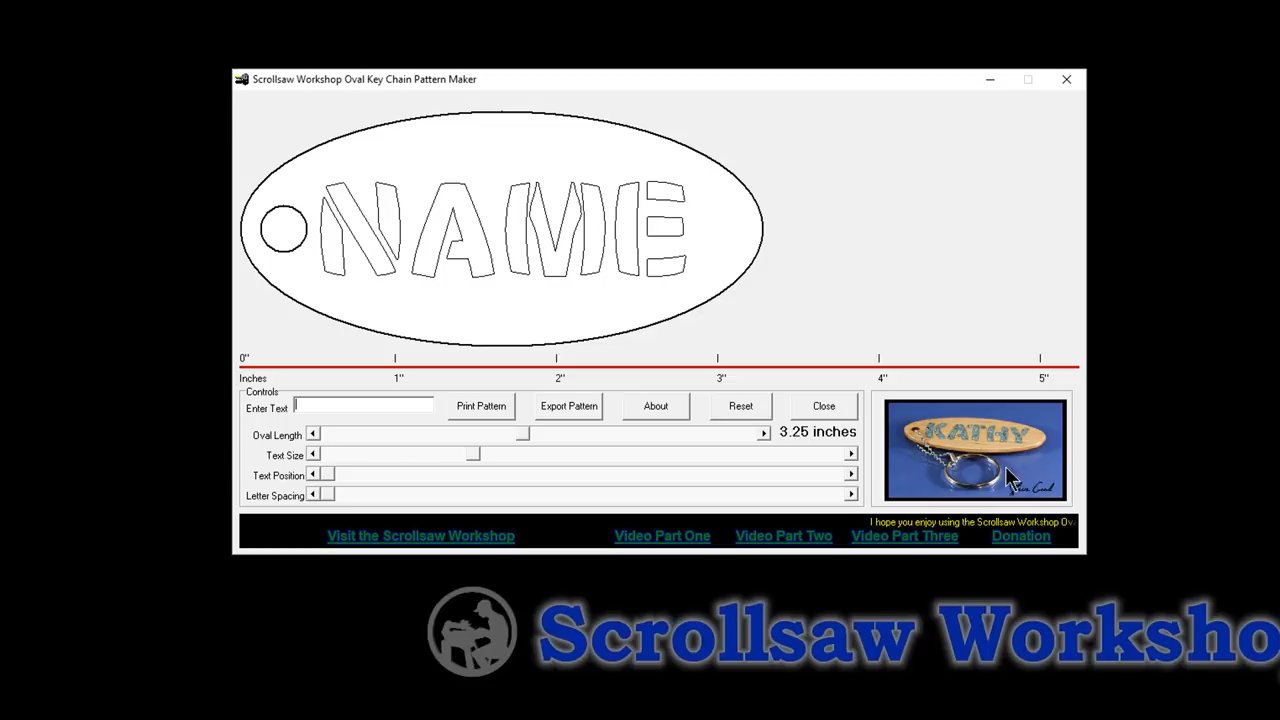 Scrollsaw Workshop Oval Key Chain Pattern Maker
NAME
0"
Inches 1" 2" 3" 4" 5"
Controls
Enter Text Print Pattern Export Pattern About Reset Close
Oval Length 3.25 inches
Text Size
Text Position
Letter Spacing
KATHY
I hope you enjoy using the Scrollsaw Workshop Ov
Visit the Scrollsaw Workshop Video Part One Video Part Two Video Part Three Donation
Scrollsaw Worksho